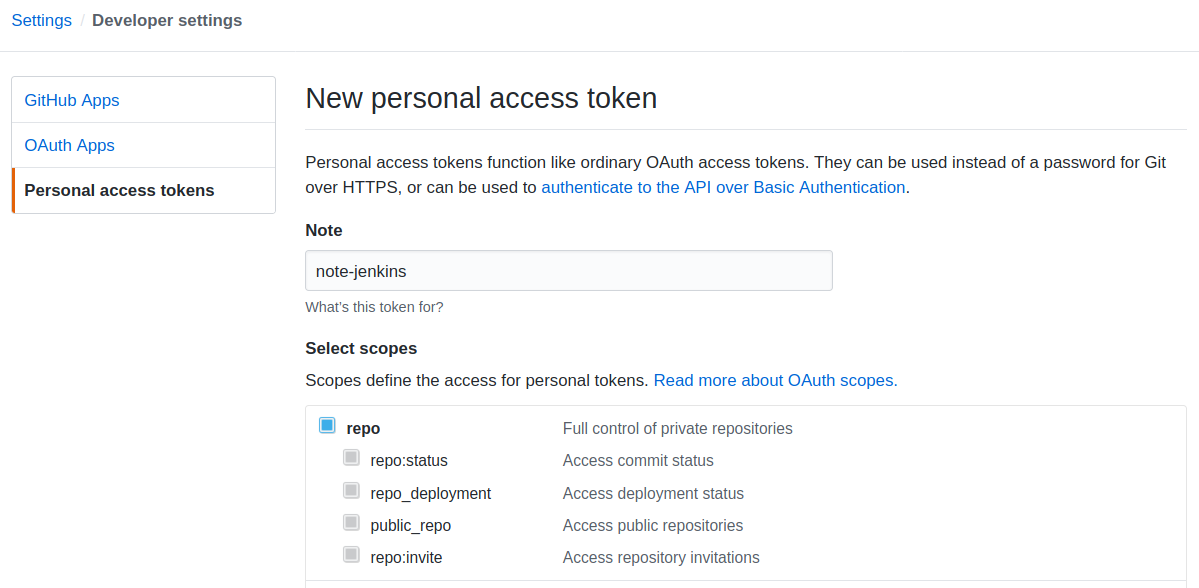 Settings / Developer settings
GitHub Apps
OAuth Apps
Personal access tokens
New personal access token
Personal access tokens function like ordinary OAuth access tokens. They can be used instead of a password for Git
over HTTPS, or can be used to authenticate to the API over Basic Authentication.
Note
note-jenkins
What's this token for?
Select scopes
Scopes define the access for personal tokens. Read more about OAuth scopes.
repo Full control of private repositories
repo:status Access commit status
repo_deployment Access deployment status
public_repo Access public repositories
repo:invite Access repository invitations